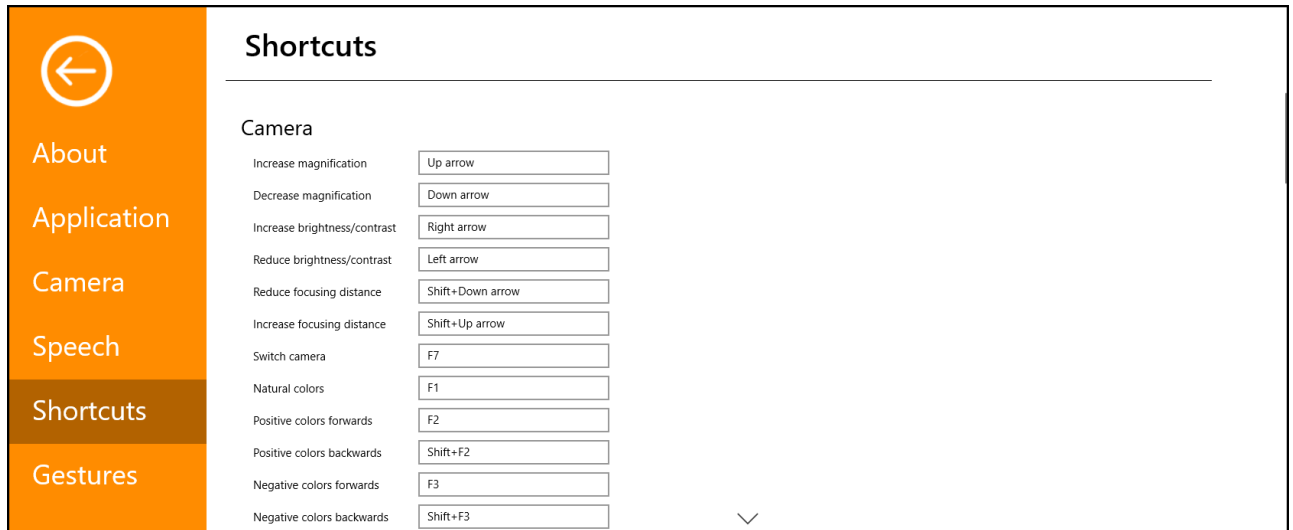 Shortcuts
About
Application
Camera
Speech
Shortcuts
Gestures
Camera
Increase magnification Up arrow
Decrease magnification Down arrow
Increase brightness/contrast Right arrow
Reduce brightness/contrast Left arrow
Reduce focusing distance Shift+Down arrow
Increase focusing distance Shift+Up arrow
Switch camera F7
Natural colors F1
Positive colors forwards F2
Positive colors backwards Shift+F2
Negative colors forwards F3
Negative colors backwards Shift+F3